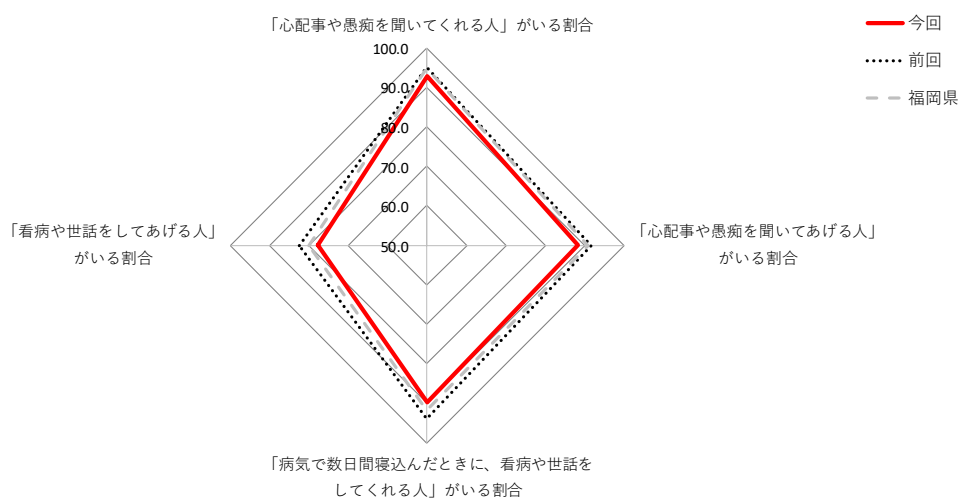 「心配事や愚痴を聞いてくれる人」がいる割合
今回
前回
福岡県
100.0
90.0
80.0
70.0
60.0
50.0
「看病や世話をしてあげる人」
がいる割合
「心配事や愚痴を聞いてあげる人」
がいる割合
「病気で数日間寝込んだときに、看病や世話を
してくれる人」がいる割合